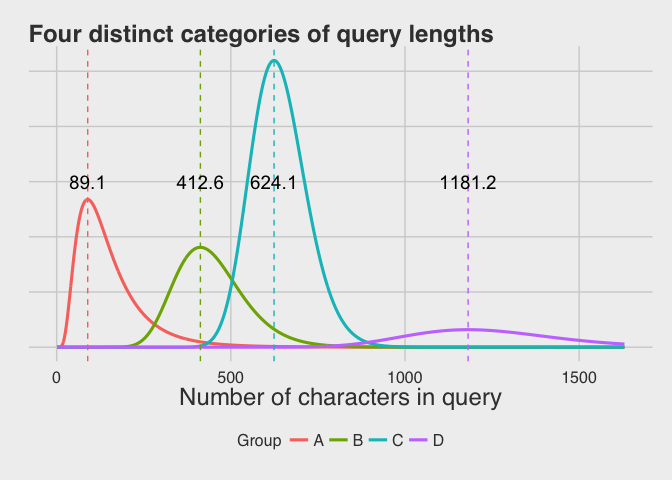 Four distinct categories of query lengths
89.1 412.6 624.1 1181.2
0 500 1000 1500
Number of characters in query
Group A B C D